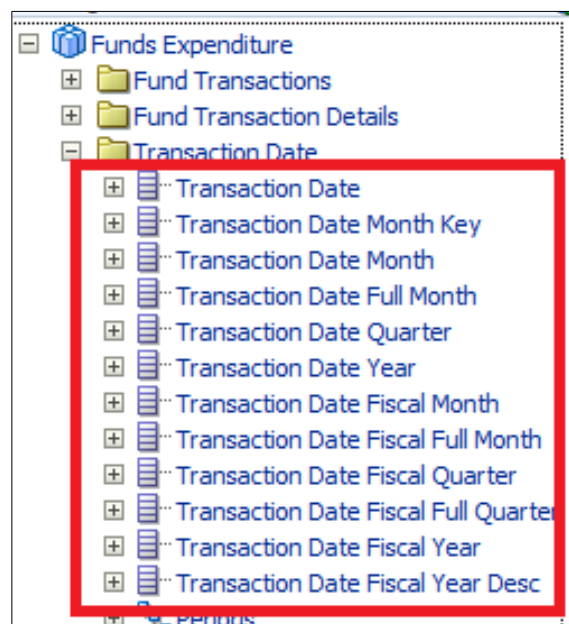 Funds Expenditure
Fund Transactions
Fund Transaction Details
Transaction Date
Transaction Date
Transaction Date Month Key
Transaction Date Month
Transaction Date Full Month
Transaction Date Quarter
Transaction Date Year
Transaction Date Fiscal Month
Transaction Date Fiscal Full Month
Transaction Date Fiscal Quarter
Transaction Date Fiscal Full Quarter
Transaction Date Fiscal Year
Transaction Date Fiscal Year Desc
Periods